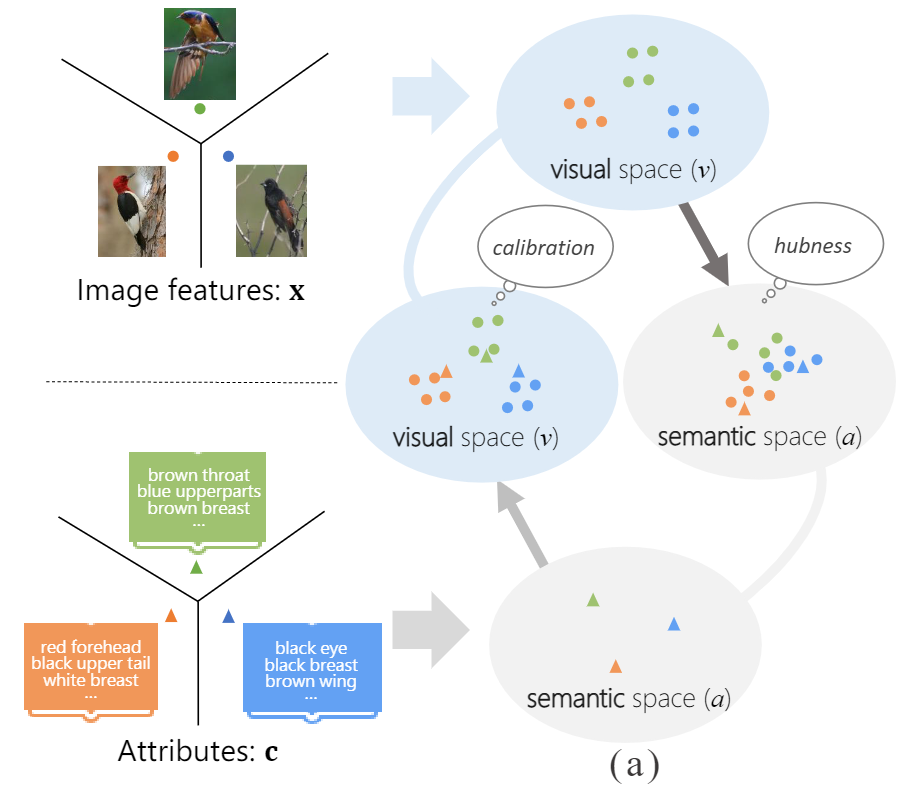 visual space (v)
calibration
hubness
Image features: x
visual space (v)
semantic space (a)
brown throat
blue upperparts
brown breast
...
red forehead
black upper tail
white breast
...
black eye
black breast
brown wing
...
semantic space (a)
Attributes: c
(a)